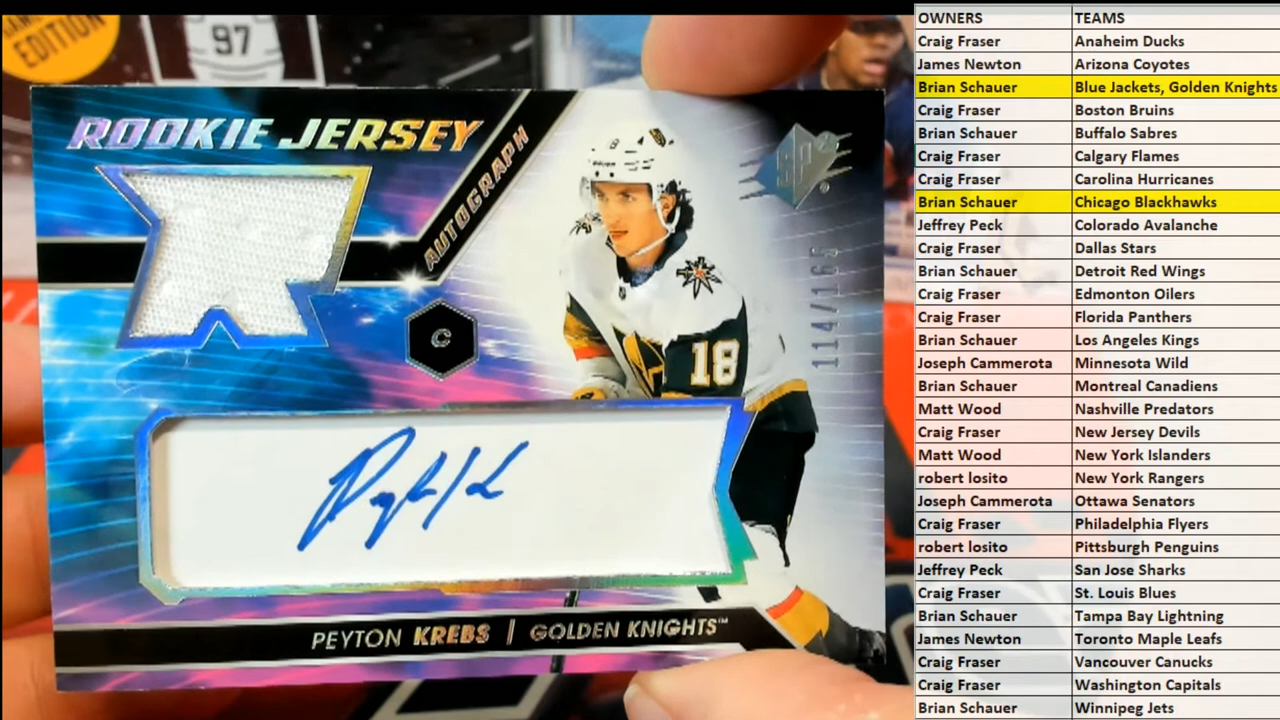 EDITION
97
ROOKIE JERSEY
AUTOGRAPH
SP
18
C
18
PEYTON KREBS | GOLDEN KNIGHTS™
OWNERS TEAMS
Craig Fraser Anaheim Ducks
James Newton Arizona Coyotes
Brian Schauer Blue Jackets, Golden Knights
Craig Fraser Boston Bruins
Brian Schauer Buffalo Sabres
Craig Fraser Calgary Flames
Craig Fraser Carolina Hurricanes
Brian Schauer Chicago Blackhawks
Jeffrey Peck Colorado Avalanche
Craig Fraser Dallas Stars
Brian Schauer Detroit Red Wings
Craig Fraser Edmonton Oilers
Craig Fraser Florida Panthers
Brian Schauer Los Angeles Kings
Joseph Cammerota Minnesota Wild
Brian Schauer Montreal Canadiens
Matt Wood Nashville Predators
Craig Fraser New Jersey Devils
Matt Wood New York Islanders
robert losito New York Rangers
Joseph Cammerota Ottawa Senators
Craig Fraser Philadelphia Flyers
robert losito Pittsburgh Penguins
Jeffrey Peck San Jose Sharks
Craig Fraser St. Louis Blues
Brian Schauer Tampa Bay Lightning
James Newton Toronto Maple Leafs
Craig Fraser Vancouver Canucks
Craig Fraser Washington Capitals
Brian Schauer Winnipeg Jets